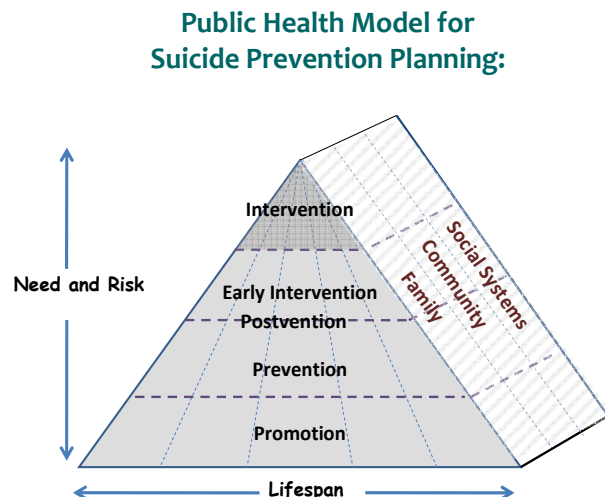 Public Health Model for
Suicide Prevention Planning:
Intervention
Need and Risk
Early Intervention
Postvention
Prevention
Promotion
Social Systems
Community
Family
Lifespan